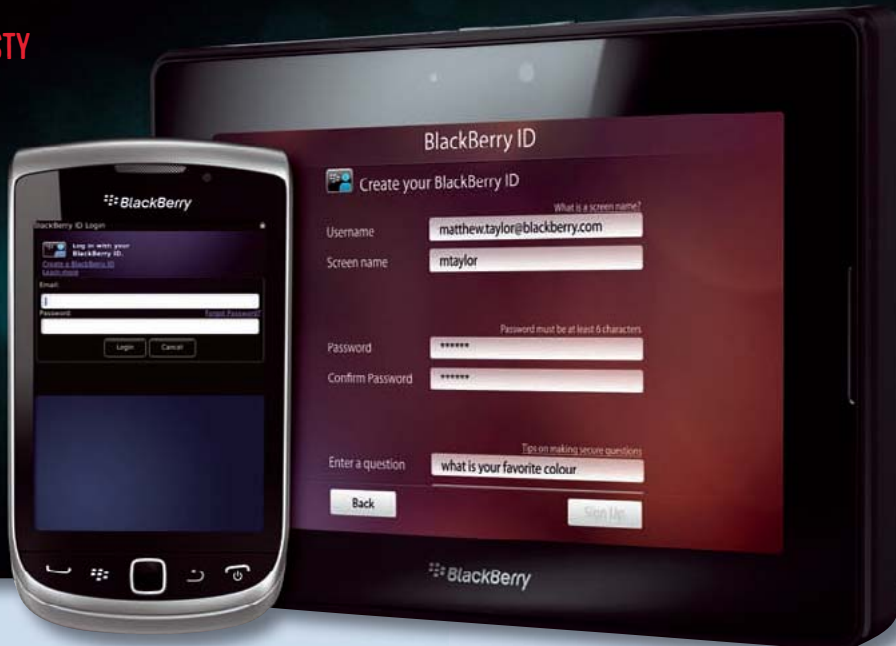 STY
BlackBerry
BlackBerry ID Login
Log in with your
BlackBerry ID.
Create a BlackBerry ID
Learn more
Email:
Password
Forgot Password?
Login
Cancel
BlackBerry ID
Create your BlackBerry ID
What is a screen name?
Username
matthew.taylor@blackberry.com
Screen name
mtaylor
Password must be at least 6 characters
Password
******
Confirm Password
******
Tips on making secure questions
Enter a question
what is your favorite colour
Back
Sign Up
BlackBerry